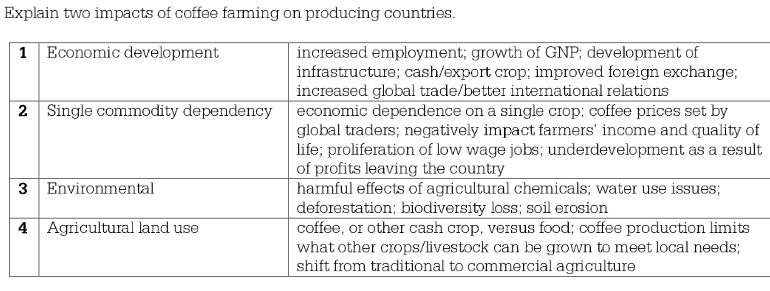 Explain two impacts of coffee farming on producing countries.
1 Economic development increased employment; growth of GNP; development of
infrastructure; cash/export crop; improved foreign exchange;
increased global trade/better international relations
2 Single commodity dependency economic dependence on a single crop; coffee prices set by
global traders; negatively impact farmers' income and quality of
life; proliferation of low wage jobs; underdevelopment as a result
of profits leaving the country
3 Environmental harmful effects of agricultural chemicals; water use issues;
deforestation; biodiversity loss; soil erosion
4 Agricultural land use coffee, or other cash crop, versus food; coffee production limits
what other crops/livestock can be grown to meet local needs;
shift from traditional to commercial agriculture